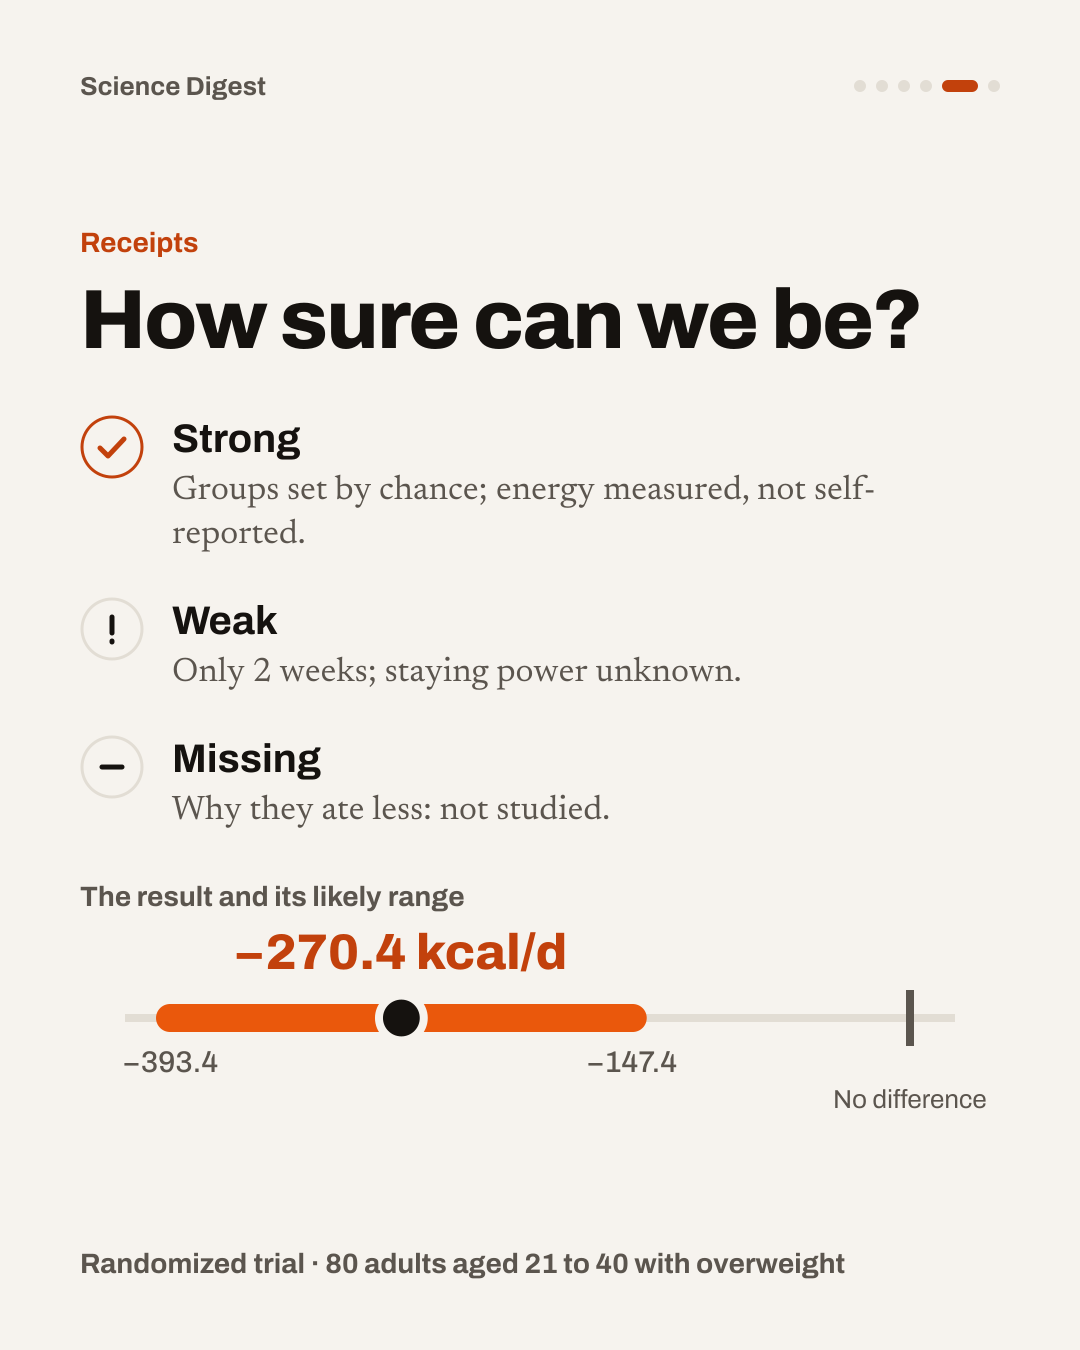 Science Digest
Receipts
How sure can we be?
Strong
Groups set by chance; energy measured, not self-
reported.
Weak
Only 2 weeks; staying power unknown.
Missing
Why they ate less: not studied.
The result and its likely range
−270.4 kcal/d
−393.4
−147.4
No difference
Randomized trial · 80 adults aged 21 to 40 with overweight